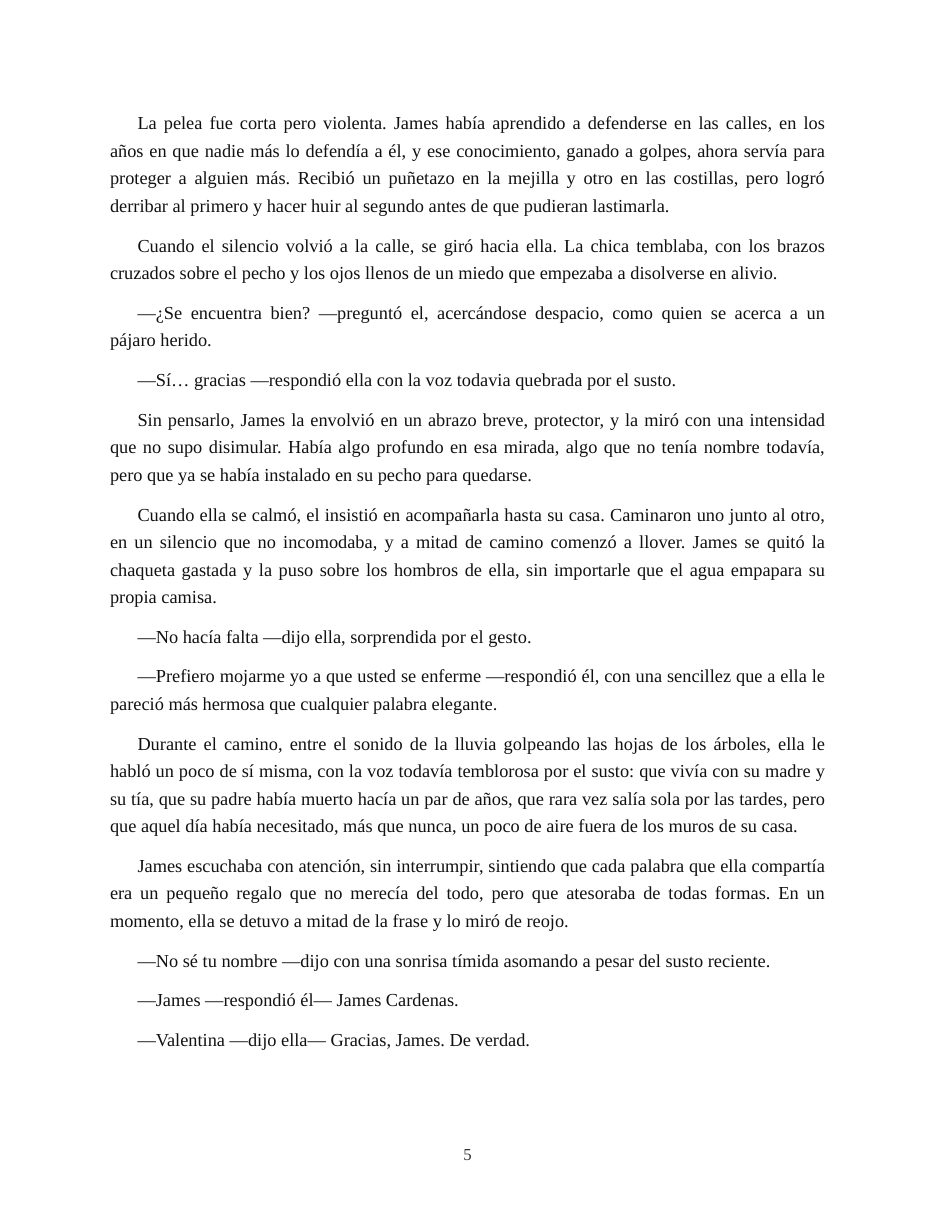 La pelea fue corta pero violenta. James había aprendido a defenderse en las calles, en los
años en que nadie más lo defendía a él, y ese conocimiento, ganado a golpes, ahora servía para
proteger a alguien más. Recibió un puñetazo en la mejilla y otro en las costillas, pero logró
derribar al primero y hacer huir al segundo antes de que pudieran lastimarla.
Cuando el silencio volvió a la calle, se giró hacia ella. La chica temblaba, con los brazos
cruzados sobre el pecho y los ojos llenos de un miedo que empezaba a disolverse en alivio.
—¿Se encuentra bien? —preguntó el, acercándose despacio, como quien se acerca a un
pájaro herido.
—Sí… gracias —respondió ella con la voz todavia quebrada por el susto.
Sin pensarlo, James la envolvió en un abrazo breve, protector, y la miró con una intensidad
que no supo disimular. Había algo profundo en esa mirada, algo que no tenía nombre todavía,
pero que ya se había instalado en su pecho para quedarse.
Cuando ella se calmó, el insistió en acompañarla hasta su casa. Caminaron uno junto al otro,
en un silencio que no incomodaba, y a mitad de camino comenzó a llover. James se quitó la
chaqueta gastada y la puso sobre los hombros de ella, sin importarle que el agua empapara su
propia camisa.
—No hacía falta —dijo ella, sorprendida por el gesto.
—Prefiero mojarme yo a que usted se enferme —respondió él, con una sencillez que a ella le
pareció más hermosa que cualquier palabra elegante.
Durante el camino, entre el sonido de la lluvia golpeando las hojas de los árboles, ella le
habló un poco de sí misma, con la voz todavía temblorosa por el susto: que vivía con su madre y
su tía, que su padre había muerto hacía un par de años, que rara vez salía sola por las tardes, pero
que aquel día había necesitado, más que nunca, un poco de aire fuera de los muros de su casa.
James escuchaba con atención, sin interrumpir, sintiendo que cada palabra que ella compartía
era un pequeño regalo que no merecía del todo, pero que atesoraba de todas formas. En un
momento, ella se detuvo a mitad de la frase y lo miró de reojo.
—No sé tu nombre —dijo con una sonrisa tímida asomando a pesar del susto reciente.
—James —respondió él— James Cardenas.
—Valentina —dijo ella— Gracias, James. De verdad.
5